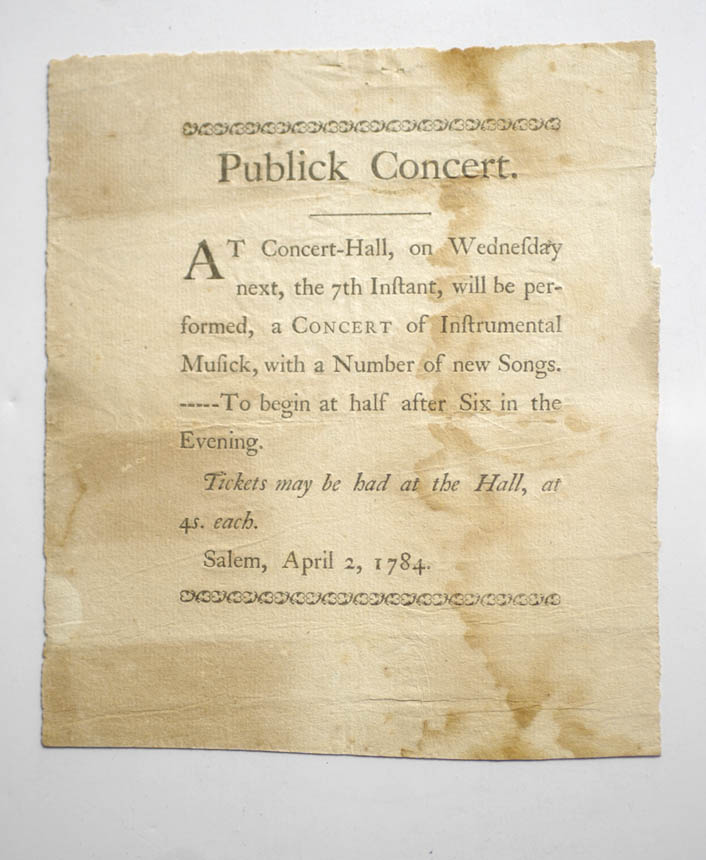 Publick Concert.
AT Concert-Hall, on Wedneſday
next, the 7th Inſtant, will be per-
formed, a CONCERT of Inſtrumental
Muſick, with a Number of new Songs.
-----To begin at half after Six in the
Evening.
Tickets may be had at the Hall, at
4s. each.
Salem, April 2, 1784.